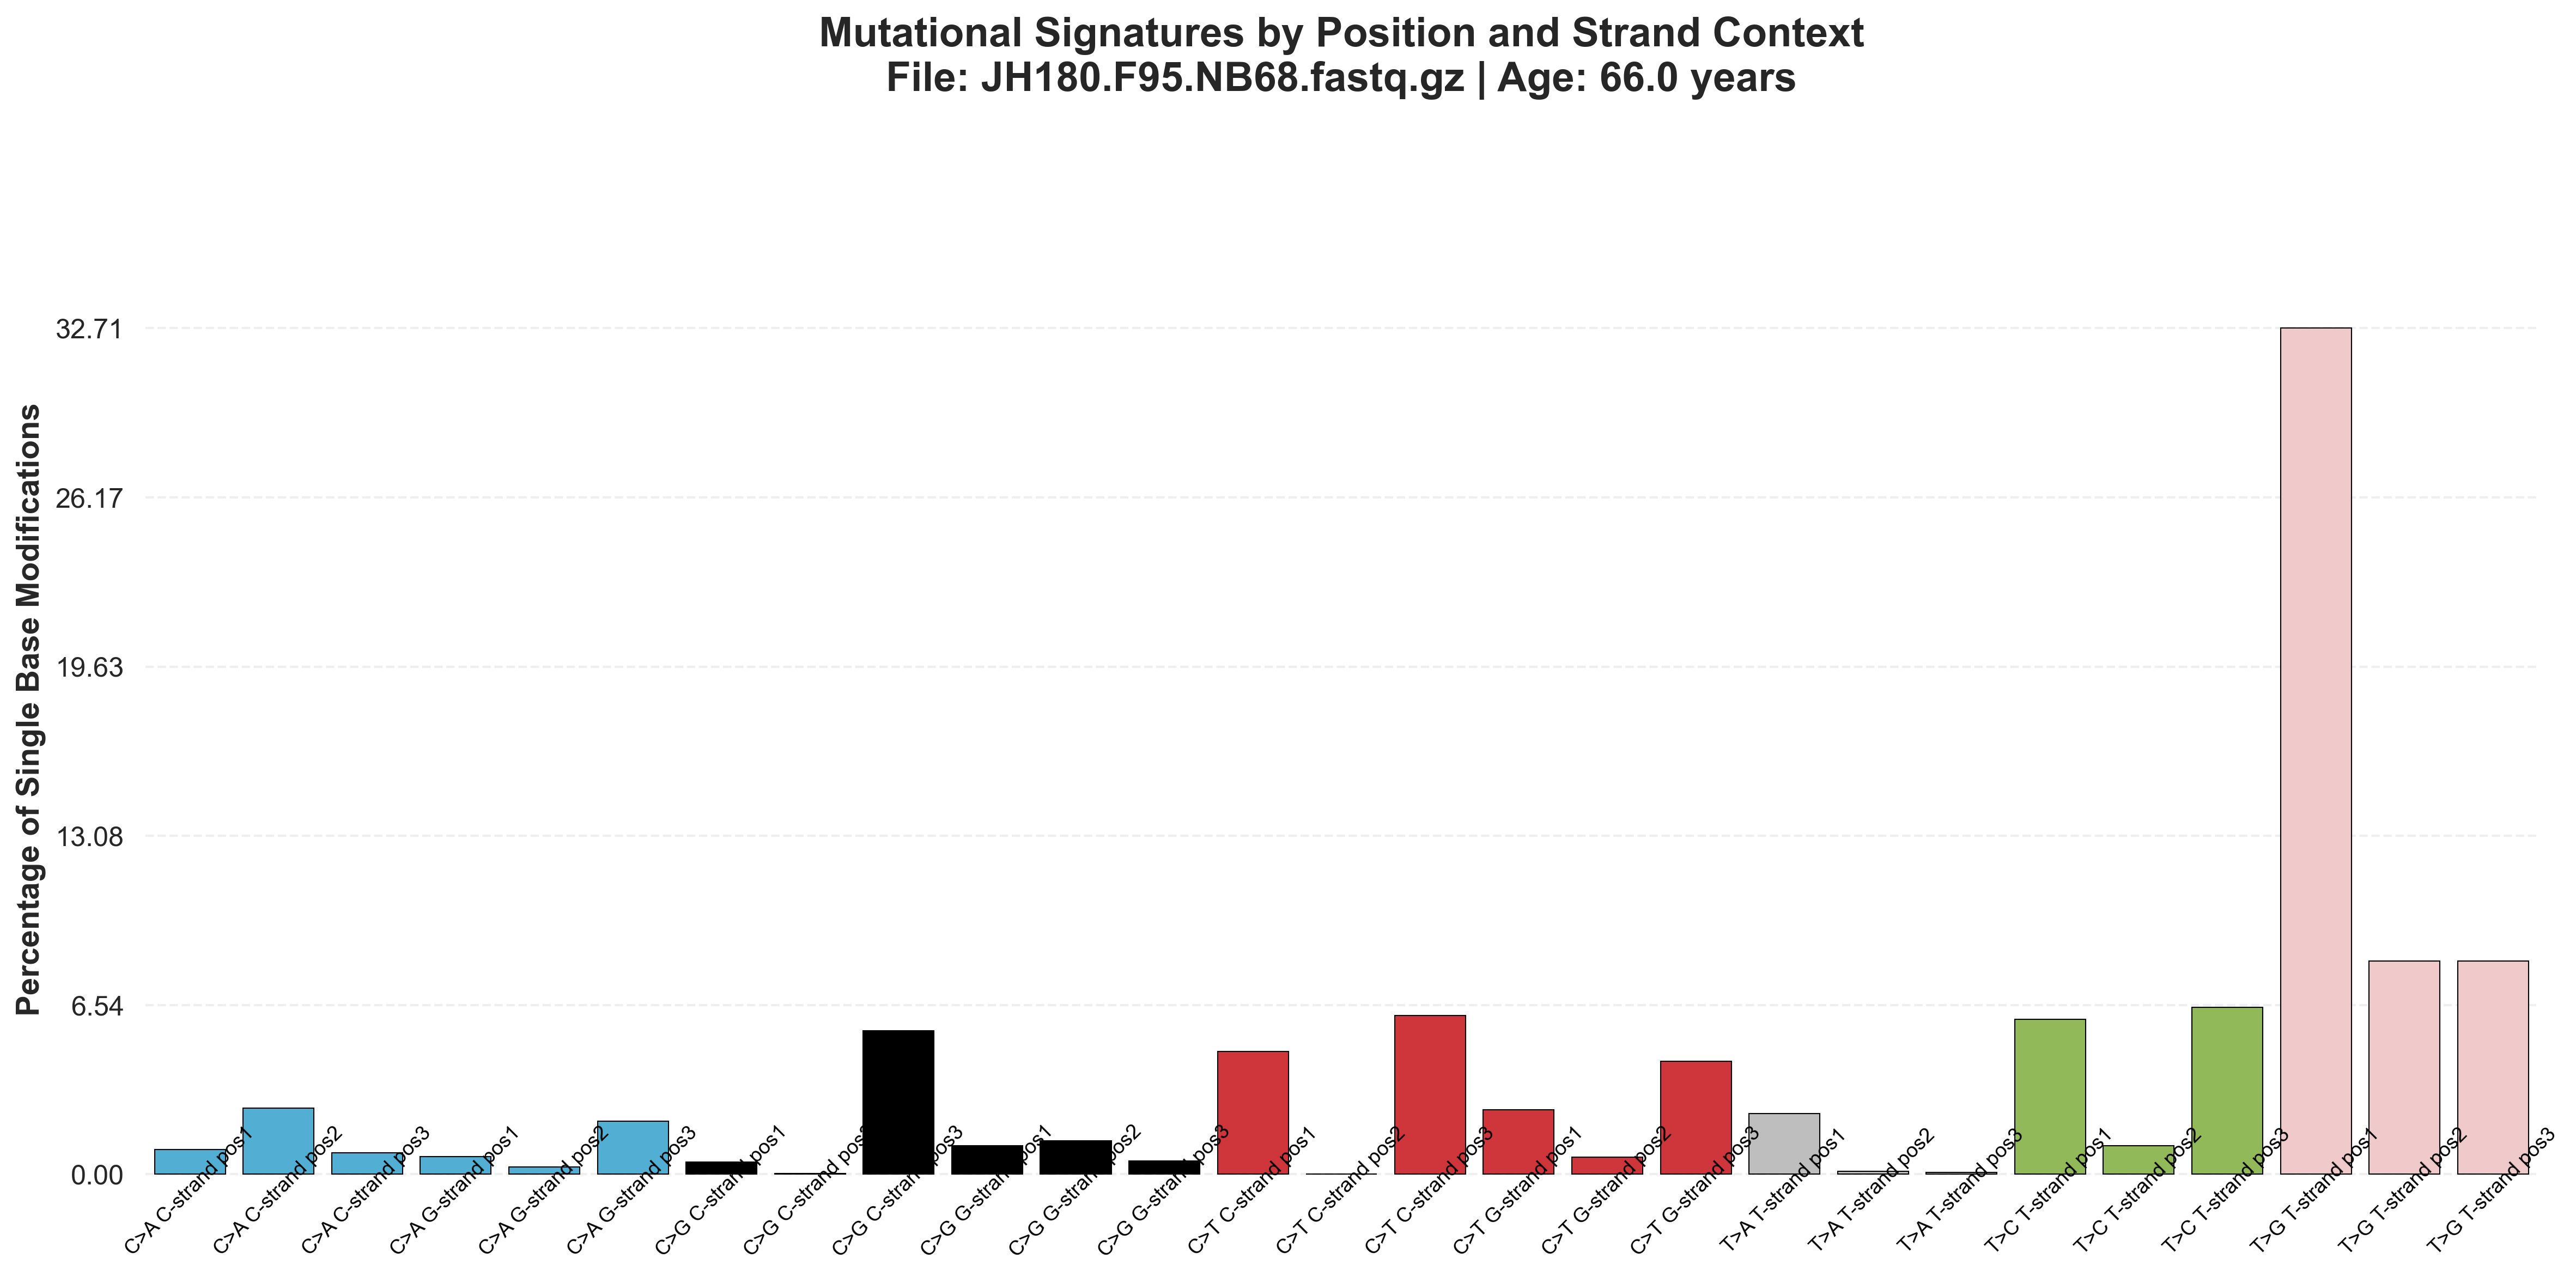 Mutational Signatures by Position and Strand Context
File: JH180.F95.NB68.fastq.gz | Age: 66.0 years
Percentage of Single Base Modifications
32.71
26.17
19.63
13.08
6.54
0.00
C>A C-strand pos1
C>A C-strand pos2
C>A C-strand pos3
C>A G-strand pos1
C>A G-strand pos2
C>A G-strand pos3
C>G C-strand pos1
C>G C-strand pos2
C>G C-strand pos3
C>G G-strand pos1
C>G G-strand pos2
C>G G-strand pos3
C>T C-strand pos1
C>T C-strand pos2
C>T C-strand pos3
C>T G-strand pos1
C>T G-strand pos2
C>T G-strand pos3
T>A T-strand pos1
T>A T-strand pos2
T>A T-strand pos3
T>C T-strand pos1
T>C T-strand pos2
T>C T-strand pos3
T>G T-strand pos1
T>G T-strand pos2
T>G T-strand pos3